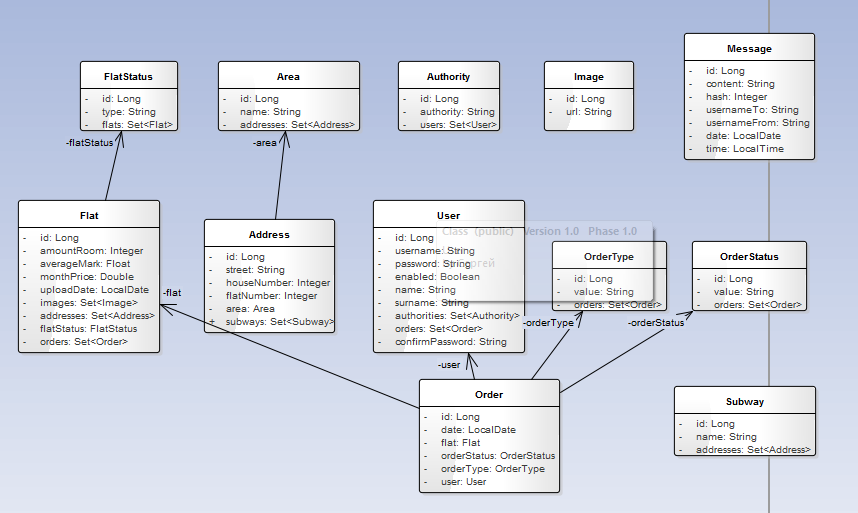 FlatStatus
- id: Long
- type: String
- flats: Set<Flat>
Area
- id: Long
- name: String
- addresses: Set<Address>
Authority
- id: Long
- authority: String
- users: Set<User>
Image
- id: Long
- url: String
Message
- id: Long
- content: String
- hash: Integer
- usernameTo: String
- usernameFrom: String
- date: LocalDate
- time: LocalTime
-flatStatus
-area
Flat
- id: Long
- amountRoom: Integer
- averageMark: Float
- monthPrice: Double
- uploadDate: LocalDate
- images: Set<Image>
- addresses: Set<Address>
- flatStatus: FlatStatus
- orders: Set<Order>
-flat
Address
- id: Long
- street: String
- houseNumber: Integer
- flatNumber: Integer
- area: Area
+ subways: Set<Subway>
User
- id: Long
- username: String
- password: String
- enabled: Boolean
- name: String
- surname: String
- authorities: Set<Authority>
- orders: Set<Order>
- confirmPassword: String
Class (public) Version 1.0 Phase 1.0
OrderType
- id: Long
- value: String
- orders: Set<Order>
OrderStatus
- id: Long
- value: String
- orders: Set<Order>
-orderType
-orderStatus
-user
Order
- id: Long
- date: LocalDate
- flat: Flat
- orderStatus: OrderStatus
- orderType: OrderType
- user: User
Subway
- id: Long
- name: String
- addresses: Set<Address>